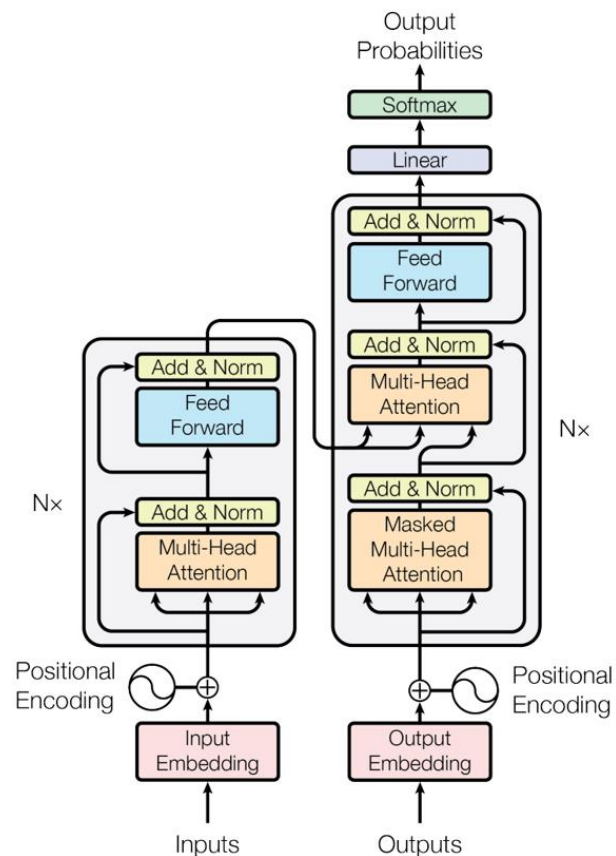 Output
Probabilities
Softmax
Linear
Add & Norm
Feed
Forward
Add & Norm
Multi-Head
Attention
Add & Norm
Masked
Multi-Head
Attention
N×
Add & Norm
Feed
Forward
N×
Add & Norm
Multi-Head
Attention
Positional
Encoding
Positional
Encoding
Input
Embedding
Output
Embedding
Inputs
Outputs